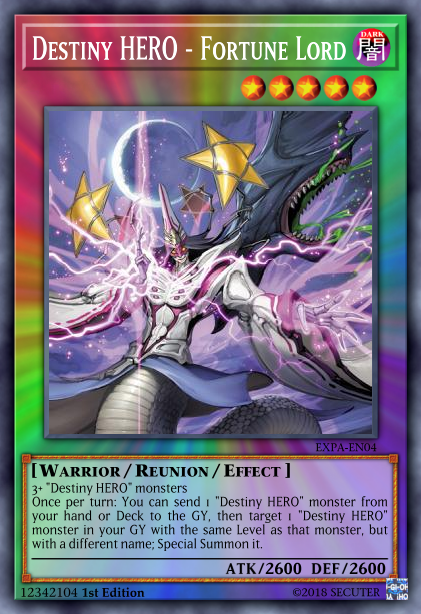 Destiny HERO - Fortune Lord
DARK
闇
EXPA-EN04
[Warrior / Reunion / Effect ]
3+ "Destiny HERO" monsters
Once per turn: You can send 1 "Destiny HERO" monster from
your hand or Deck to the GY, then target 1 "Destiny HERO"
monster in your GY with the same Level as that monster, but
with a different name; Special Summon it.
ATK/2600 DEF/2600
12342104 1st Edition
©2018 SECUTER